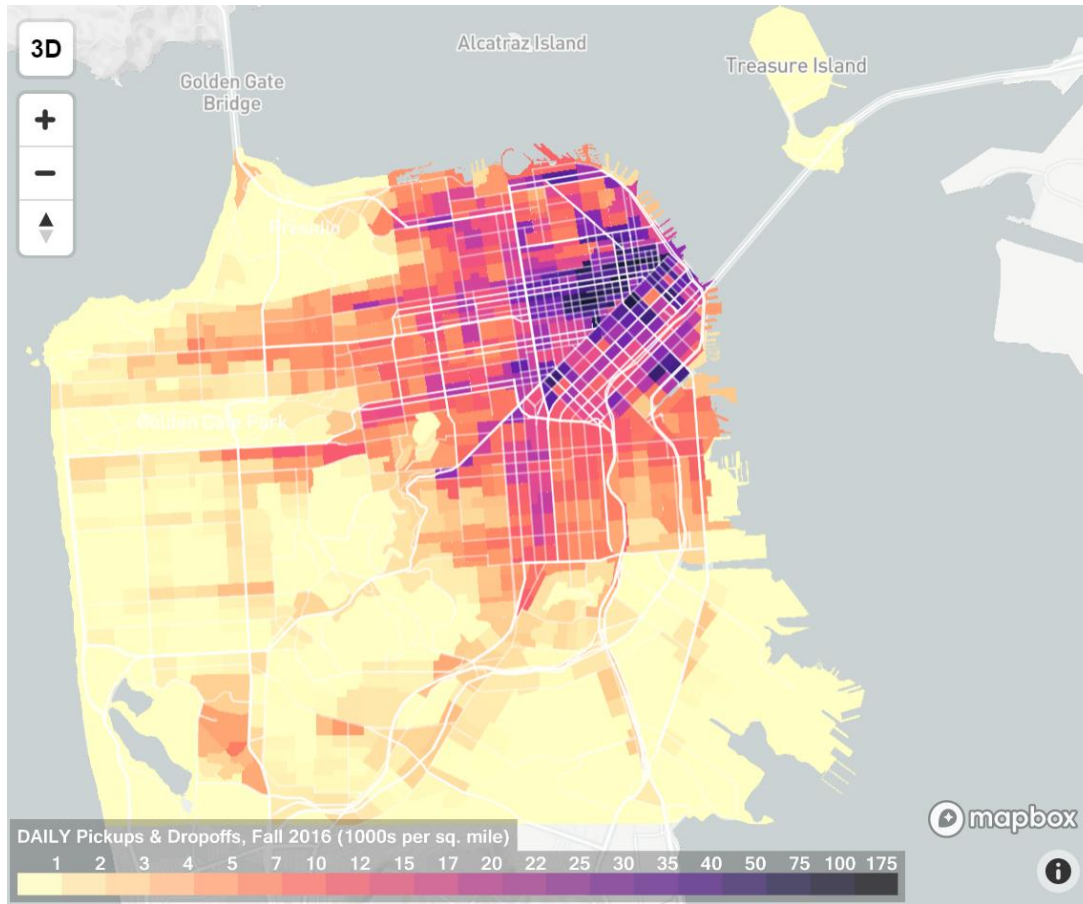 3D
Alcatraz Island
Treasure Island
Golden Gate
Bridge
+
−
Presidio
Golden Gate Park
mapbox
i
DAILY Pickups & Dropoffs, Fall 2016 (1000s per sq. mile)
1 2 3 4 5 7 10 12 15 17 20 22 25 30 35 40 50 75 100 175